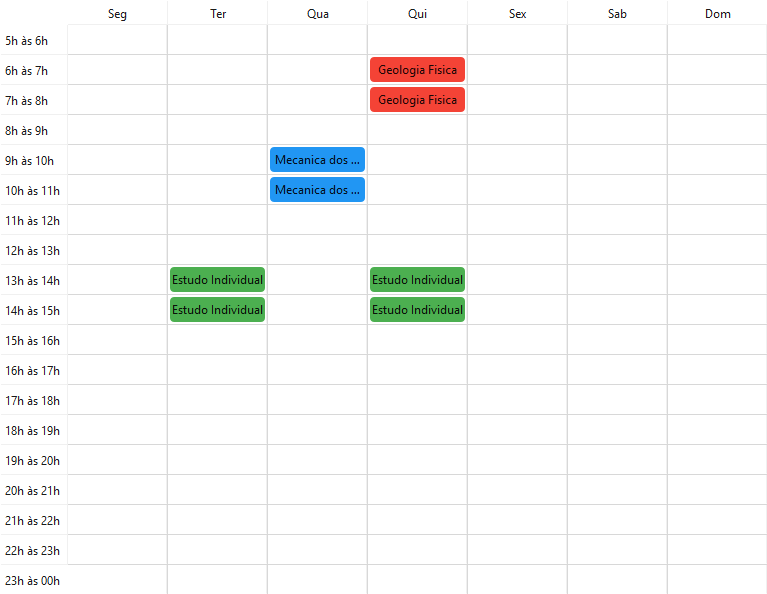 Seg Ter Qua Qui Sex Sab Dom
5h às 6h
6h às 7h Geologia Fisica
7h às 8h Geologia Fisica
8h às 9h
9h às 10h Mecanica dos ...
10h às 11h Mecanica dos ...
11h às 12h
12h às 13h
13h às 14h Estudo Individual Estudo Individual
14h às 15h Estudo Individual Estudo Individual
15h às 16h
16h às 17h
17h às 18h
18h às 19h
19h às 20h
20h às 21h
21h às 22h
22h às 23h
23h às 00h